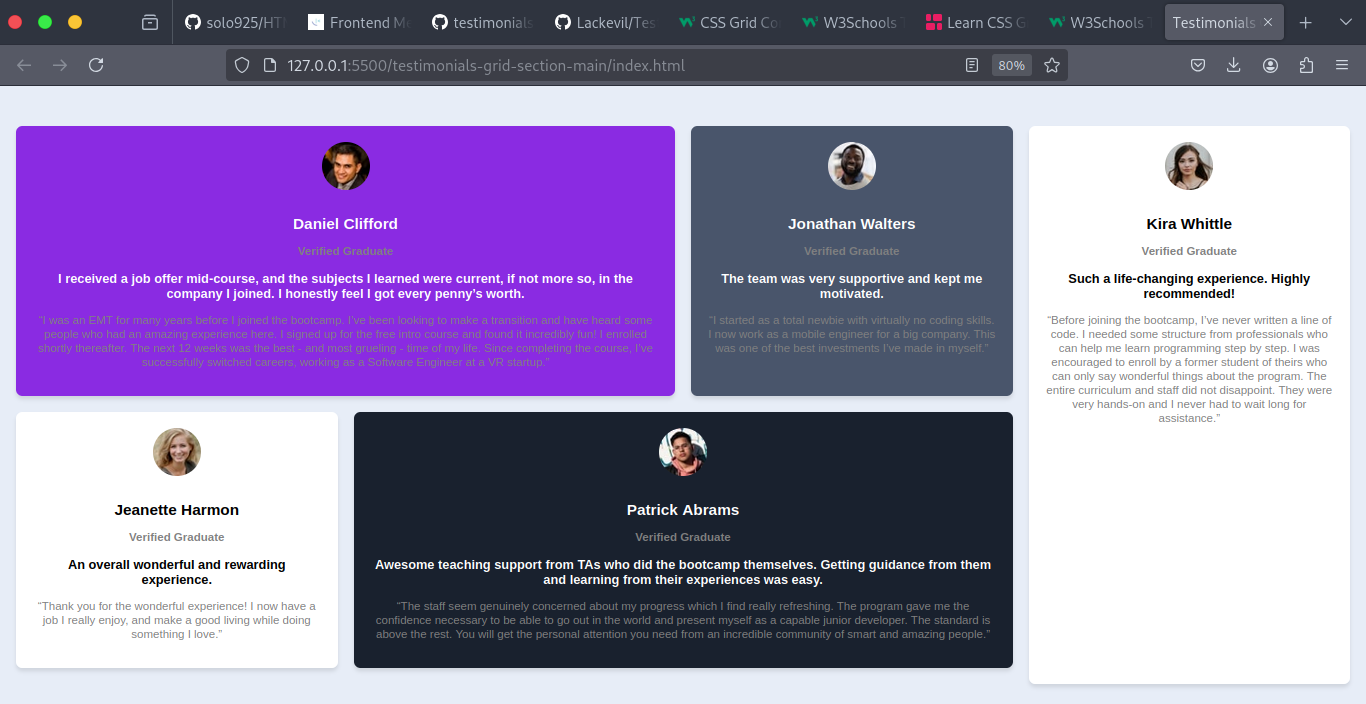 solo925/HTM
Frontend Me
testimonials
Lackevil/Tes
CSS Grid Co
W3Schools T
Learn CSS G
W3Schools T
Testimonials
127.0.0.1:5500/testimonials-grid-section-main/index.html
80%
Daniel Clifford
Verified Graduate
I received a job offer mid-course, and the subjects I learned were current, if not more so, in the
company I joined. I honestly feel I got every penny’s worth.
“I was an EMT for many years before I joined the bootcamp. I’ve been looking to make a transition and have heard some
people who had an amazing experience here. I signed up for the free intro course and found it incredibly fun! I enrolled
shortly thereafter. The next 12 weeks was the best - and most grueling - time of my life. Since completing the course, I’ve
successfully switched careers, working as a Software Engineer at a VR startup.”
Jonathan Walters
Verified Graduate
The team was very supportive and kept me
motivated.
“I started as a total newbie with virtually no coding skills.
I now work as a mobile engineer for a big company. This
was one of the best investments I’ve made in myself.”
Kira Whittle
Verified Graduate
Such a life-changing experience. Highly
recommended!
“Before joining the bootcamp, I’ve never written a line of
code. I needed some structure from professionals who
can help me learn programming step by step. I was
encouraged to enroll by a former student of theirs who
can only say wonderful things about the program. The
entire curriculum and staff did not disappoint. They were
very hands-on and I never had to wait long for
assistance.”
Jeanette Harmon
Verified Graduate
An overall wonderful and rewarding
experience.
“Thank you for the wonderful experience! I now have a
job I really enjoy, and make a good living while doing
something I love.”
Patrick Abrams
Verified Graduate
Awesome teaching support from TAs who did the bootcamp themselves. Getting guidance from them
and learning from their experiences was easy.
“The staff seem genuinely concerned about my progress which I find really refreshing. The program gave me the
confidence necessary to be able to go out in the world and present myself as a capable junior developer. The standard is
above the rest. You will get the personal attention you need from an incredible community of smart and amazing people.”